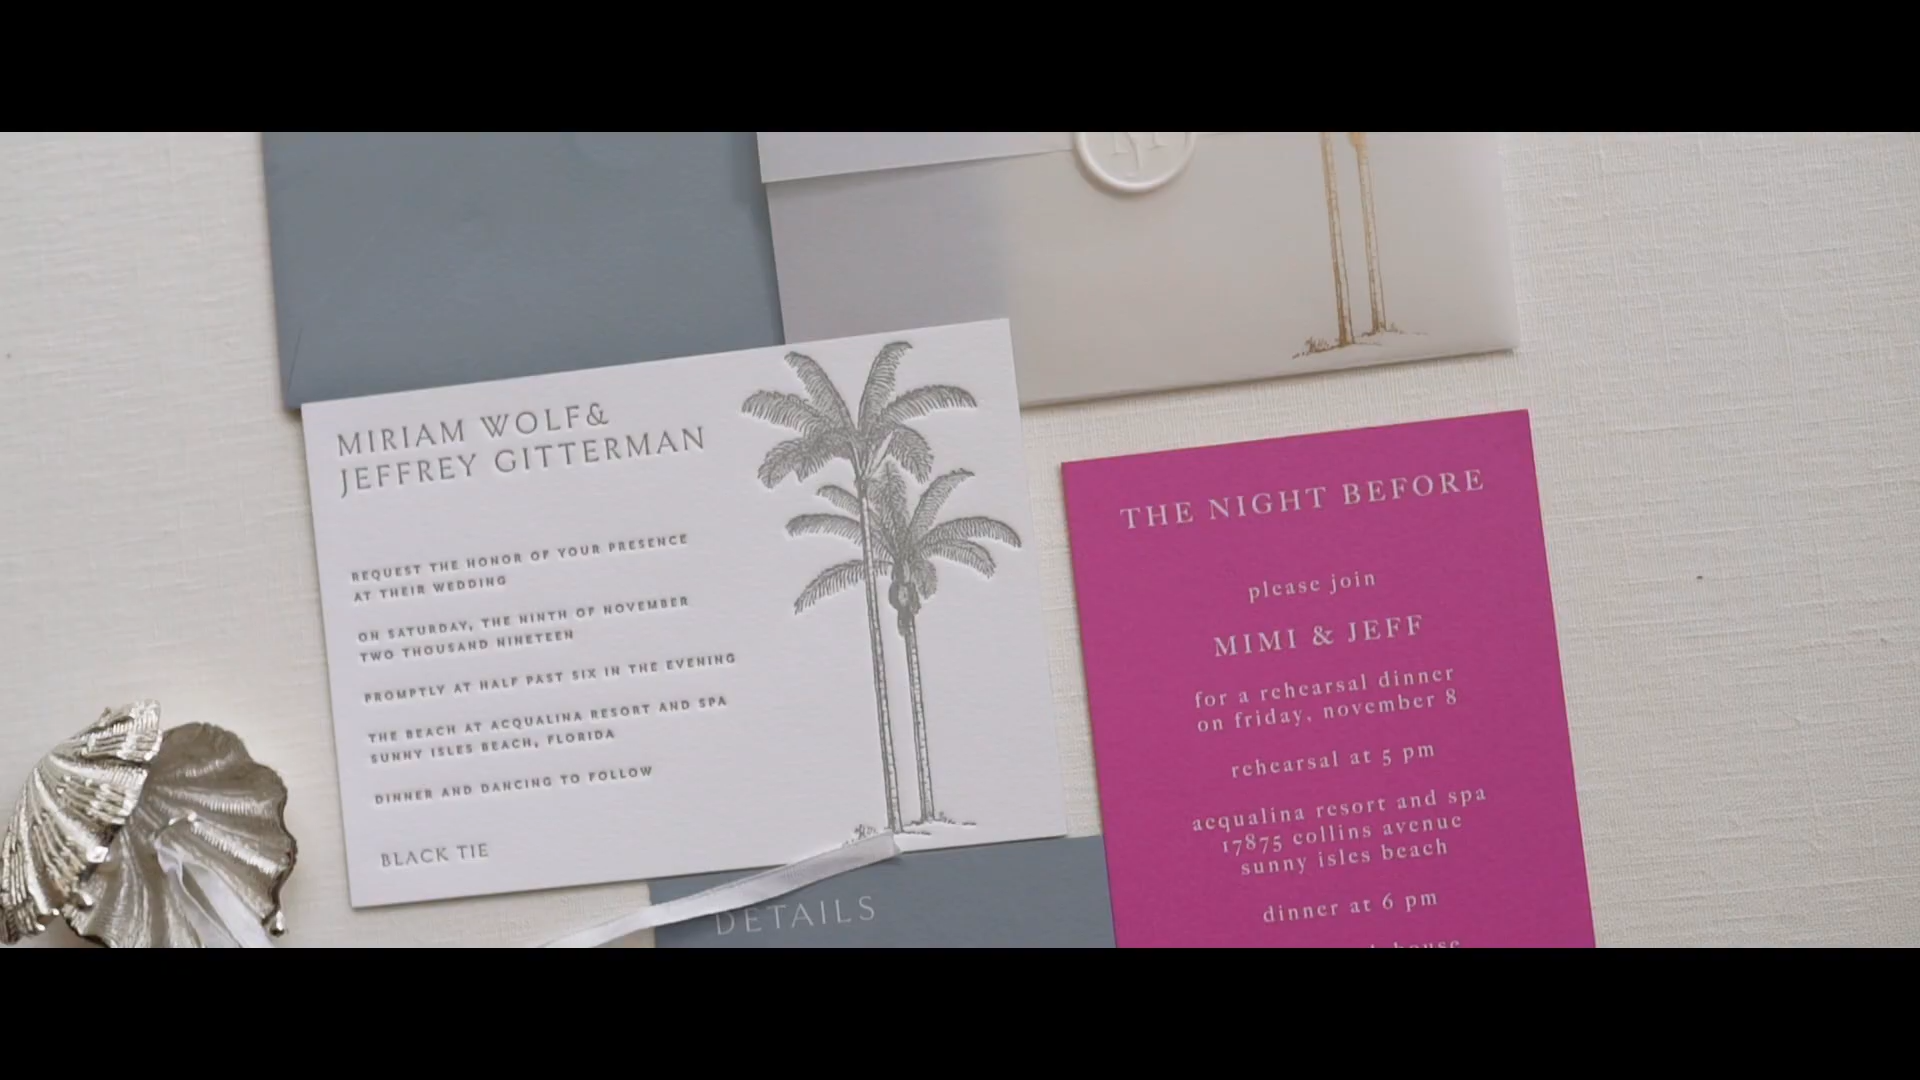 MIRIAM WOLF&
JEFFREY GITTERMAN
REQUEST THE HONOR OF YOUR PRESENCE
AT THEIR WEDDING
ON SATURDAY, THE NINTH OF NOVEMBER
TWO THOUSAND NINETEEN
PROMPTLY AT HALF PAST SIX IN THE EVENING
THE BEACH AT ACQUALINA RESORT AND SPA
SUNNY ISLES BEACH, FLORIDA
DINNER AND DANCING TO FOLLOW
BLACK TIE
DETAILS
THE NIGHT BEFORE
please join
MIMI & JEFF
for a rehearsal dinner
on friday, november 8
rehearsal at 5 pm
acqualina resort and spa
17875 collins avenue
sunny isles beach
dinner at 6 pm